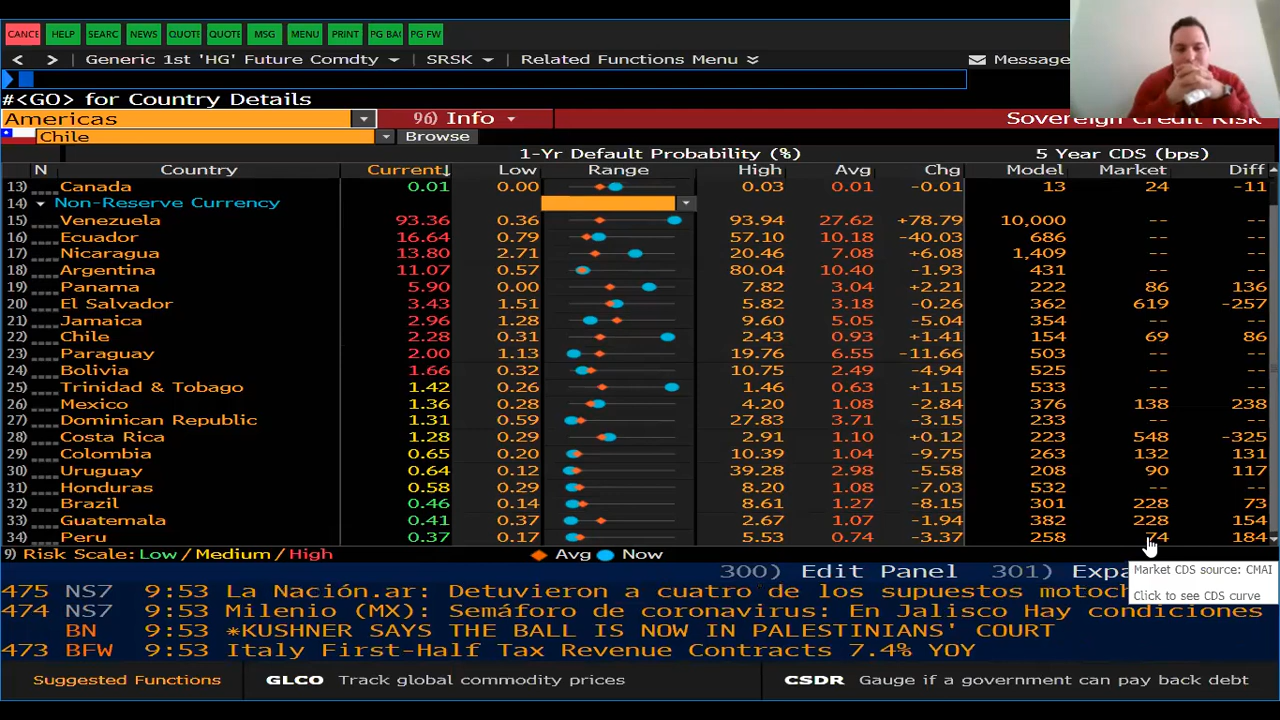 CANCE HELP SEARC NEWS QUOTE QUOTE MSG MENU PRINT PG BAC PG FW
< > Generic 1st 'HG' Future Comdty SRSK Related Functions Menu Message
#<GO> for Country Details
Americas 96) Info Sovereign Credit Risk
Chile Browse
1-Yr Default Probability (%) 5 Year CDS (bps)
N Country Current↓ Low Range High Avg Chg Model Market Diff
13) Canada 0.01 0.00 0.03 0.01 -0.01 13 24 -11
14) Non-Reserve Currency
15) Venezuela 93.36 0.36 93.94 27.62 +78.79 10,000 -- --
16) Ecuador 16.64 0.79 57.10 10.18 -40.03 686 -- --
17) Nicaragua 13.80 2.71 20.46 7.08 +6.08 1,409 -- --
18) Argentina 11.07 0.57 80.04 10.40 -1.93 431 -- --
19) Panama 5.90 0.00 7.82 3.04 +2.21 222 86 136
20) El Salvador 3.43 1.51 5.82 3.18 -0.26 362 619 -257
21) Jamaica 2.96 1.28 9.60 5.05 -5.04 354 -- --
22) Chile 2.28 0.31 2.43 0.93 +1.41 154 69 86
23) Paraguay 2.00 1.13 19.76 6.55 -11.66 503 -- --
24) Bolivia 1.66 0.32 10.75 2.49 -4.94 525 -- --
25) Trinidad & Tobago 1.42 0.26 1.46 0.63 +1.15 533 -- --
26) Mexico 1.36 0.28 4.20 1.08 -2.84 376 138 238
27) Dominican Republic 1.31 0.59 27.83 3.71 -3.15 233 -- --
28) Costa Rica 1.28 0.29 2.91 1.10 +0.12 223 548 -325
29) Colombia 0.65 0.20 10.39 1.04 -9.75 263 132 131
30) Uruguay 0.64 0.12 39.28 2.98 -5.58 208 90 117
31) Honduras 0.58 0.29 8.20 1.08 -7.03 532 -- --
32) Brazil 0.46 0.14 8.61 1.27 -8.15 301 228 73
33) Guatemala 0.41 0.37 2.67 1.07 -1.94 382 228 154
34) Peru 0.37 0.17 5.53 0.74 -3.37 258 74 184
9) Risk Scale: Low / Medium / High Avg Now
Market CDS source: CMAI
Click to see CDS curve
300) Edit Panel 301) Expa
475 NS7 9:53 La Nación.ar: Detuvieron a cuatro de los supuestos motoch
474 NS7 9:53 Milenio (MX): Semáforo de coronavirus: En Jalisco Hay condiciones
BN 9:53 *KUSHNER SAYS THE BALL IS NOW IN PALESTINIANS' COURT
473 BFW 9:53 Italy First-Half Tax Revenue Contracts 7.4% YOY
Suggested Functions GLCO Track global commodity prices CSDR Gauge if a government can pay back debt